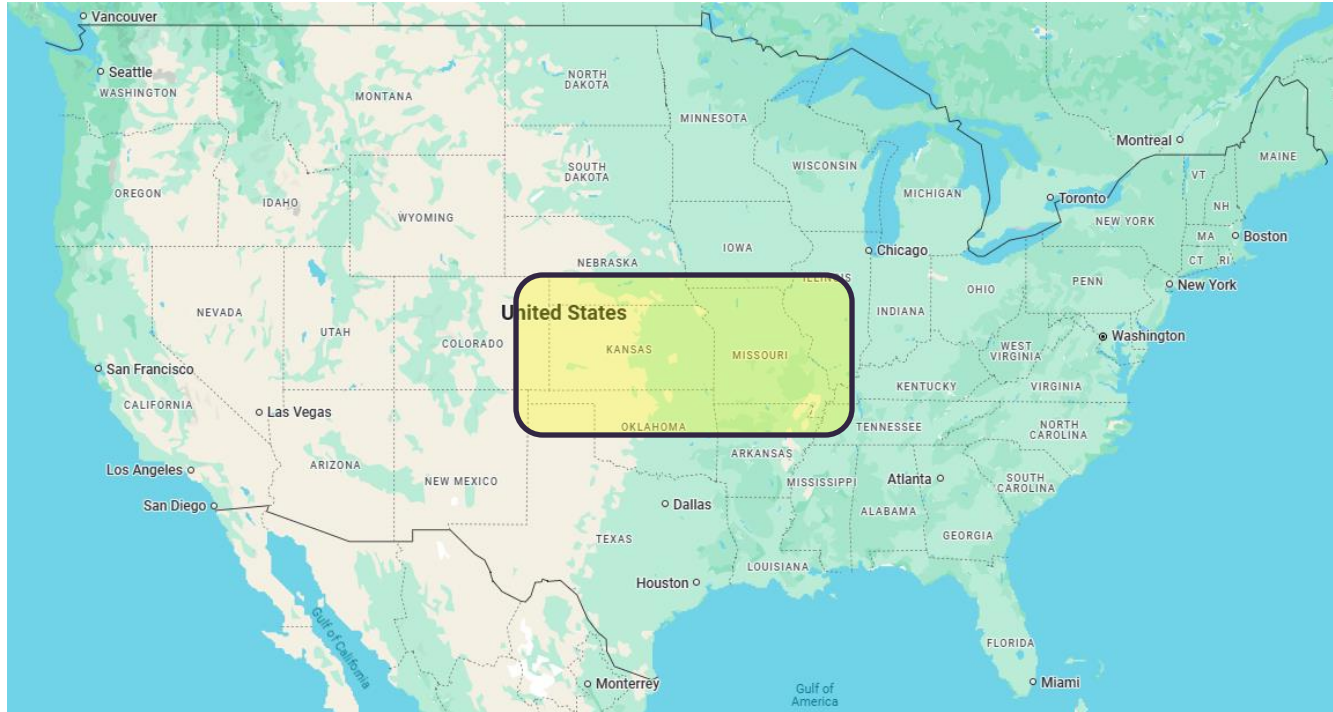 Vancouver
Seattle
WASHINGTON
MONTANA
NORTH
DAKOTA
MINNESOTA
Montreal
MAINE
OREGON
IDAHO
WYOMING
SOUTH
DAKOTA
WISCONSIN
MICHIGAN
Toronto
VT
NH
NEW YORK
MA
Boston
CT
RI
NEBRASKA
IOWA
Chicago
ILLINOIS
OHIO
PENN
New York
NEVADA
UTAH
COLORADO
United States
KANSAS
MISSOURI
INDIANA
WEST
VIRGINIA
Washington
San Francisco
CALIFORNIA
Las Vegas
KENTUCKY
VIRGINIA
OKLAHOMA
TENNESSEE
NORTH
CAROLINA
Los Angeles
ARIZONA
NEW MEXICO
ARKANSAS
MISSISSIPPI
Atlanta
SOUTH
CAROLINA
San Diego
Dallas
ALABAMA
TEXAS
GEORGIA
Houston
LOUISIANA
Gulf of California
FLORIDA
Monterrey
Gulf of
America
Miami